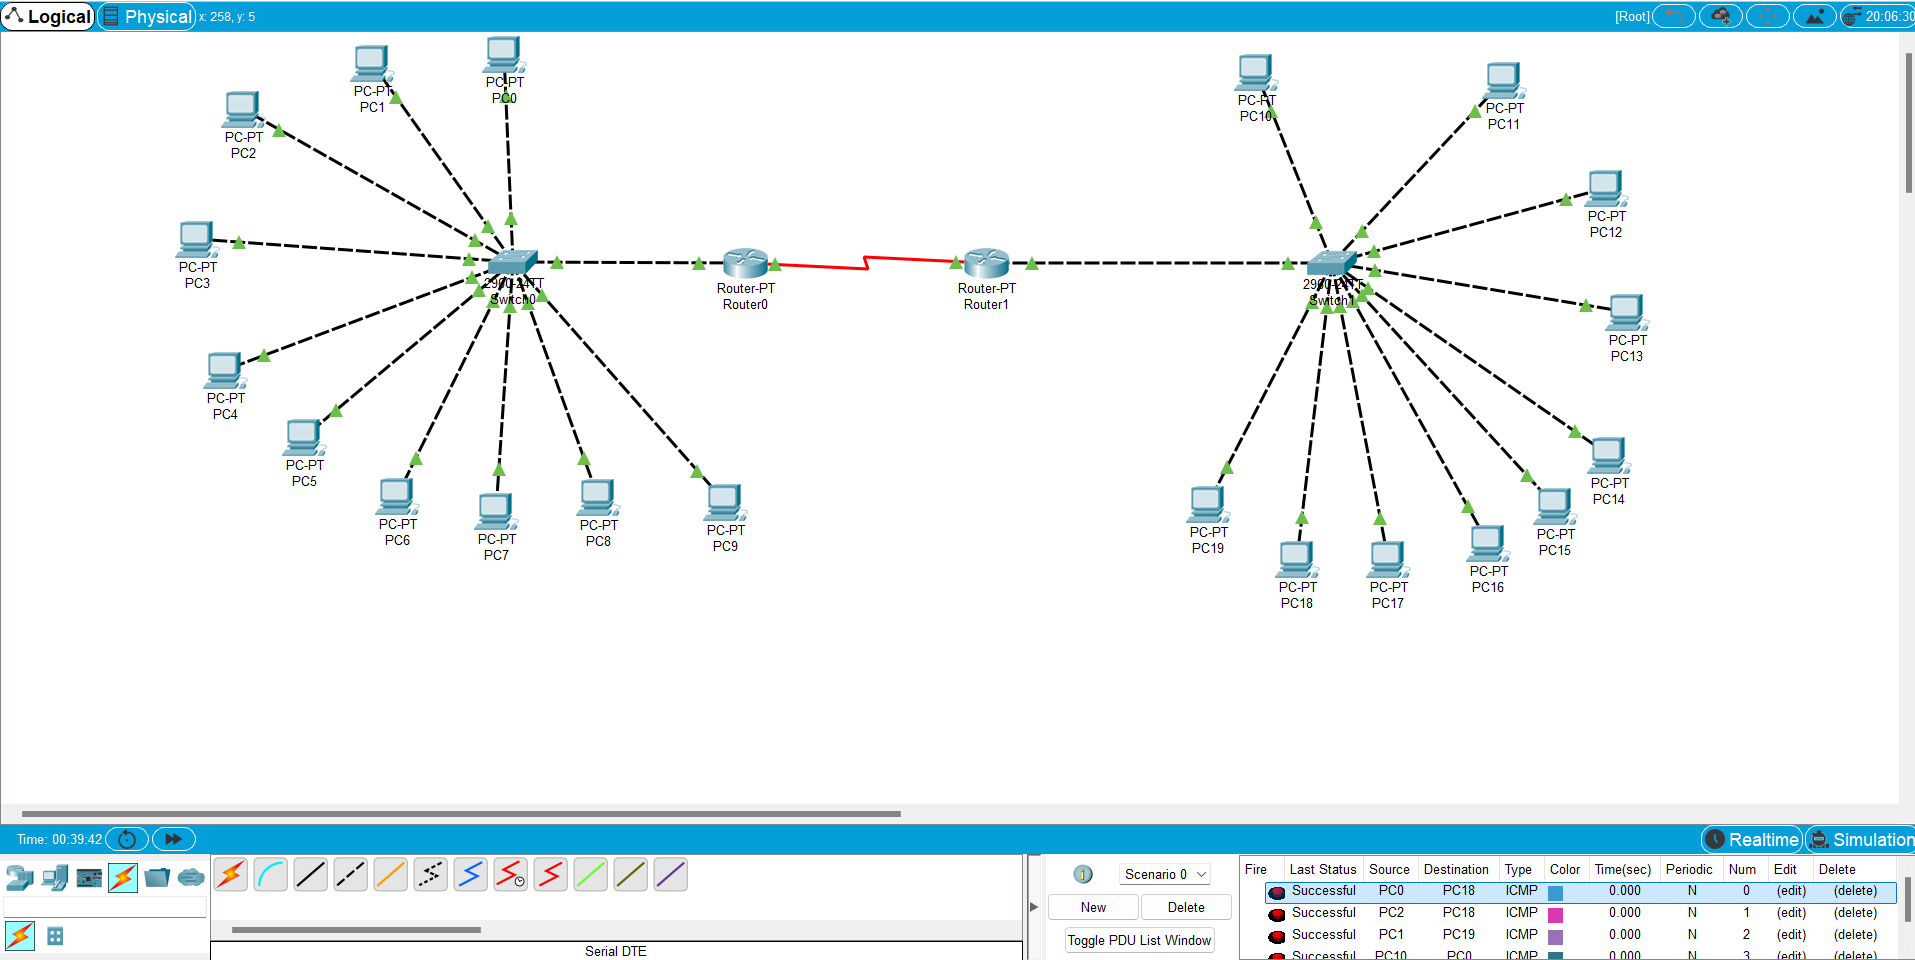 Logical
Physical
x: 258, y: 5
[Root]
20:06:30
PC-PT
PC0
PC-PT
PC1
PC-PT
PC2
PC-PT
PC3
PC-PT
PC4
PC-PT
PC5
PC-PT
PC6
PC-PT
PC7
PC-PT
PC8
PC-PT
PC9
2960-24TT
Switch0
Router-PT
Router0
Router-PT
Router1
2960-24TT
Switch1
PC-PT
PC10
PC-PT
PC11
PC-PT
PC12
PC-PT
PC13
PC-PT
PC14
PC-PT
PC15
PC-PT
PC16
PC-PT
PC17
PC-PT
PC18
PC-PT
PC19
Time: 00:39:42
Realtime
Simulation
Serial DTE
Scenario 0
New
Delete
Toggle PDU List Window
Fire Last Status Source Destination Type Color Time(sec) Periodic Num Edit Delete
Successful PC0 PC18 ICMP 0.000 N 0 (edit) (delete)
Successful PC2 PC18 ICMP 0.000 N 1 (edit) (delete)
Successful PC1 PC19 ICMP 0.000 N 2 (edit) (delete)
Successful PC10 PC0 ICMP 0.000 N 3 (edit) (delete)